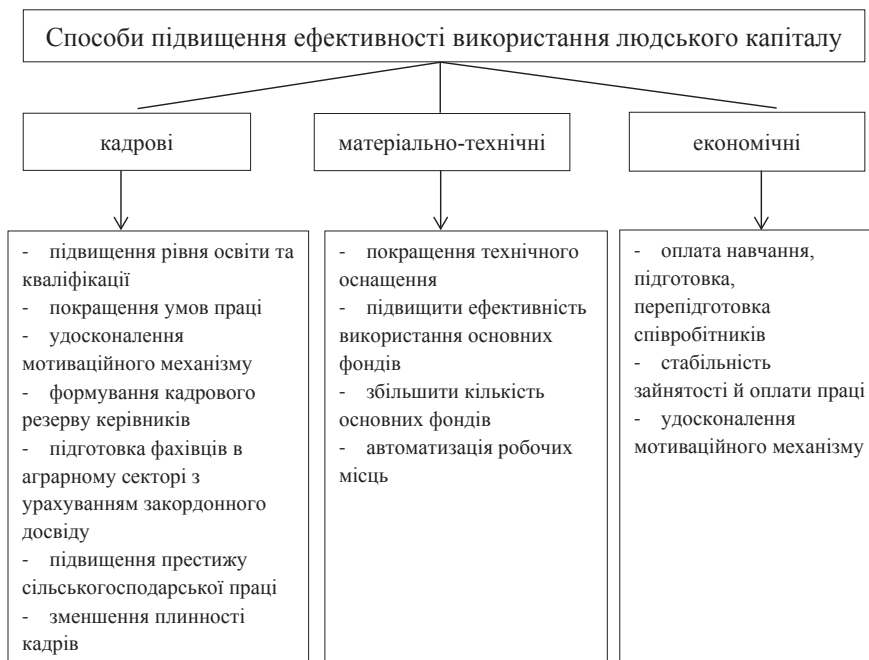 Способи підвищення ефективності використання людського капіталу
кадрові
матеріально-технічні
економічні
- підвищення рівня освіти та
кваліфікації
- покращення умов праці
- удосконалення
мотиваційного механізму
- формування кадрового
резерву керівників
- підготовка фахівців в
аграрному секторі з
урахуванням закордонного
досвіду
- підвищення престижу
сільськогосподарської праці
- зменшення плинності
кадрів
- покращення технічного
оснащення
- підвищити ефективність
використання основних
фондів
- збільшити кількість
основних фондів
- автоматизація робочих
місць
- оплата навчання,
підготовка,
перепідготовка
співробітників
- стабільність
зайнятості й оплати праці
- удосконалення
мотиваційного механізму